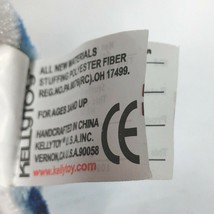 KELLYTOY
ALL NEW MATERIALS
STUFFING POLYESTER FIBER
REG.NO.PA.8076(RC).OH 17499.
FOR AGES 3 AND UP
HANDCRAFTED IN CHINA
KELLYTOY® U.S.A. INC.
VERNON, CA U.S.A. 90058
www.kellytoy.com
CE